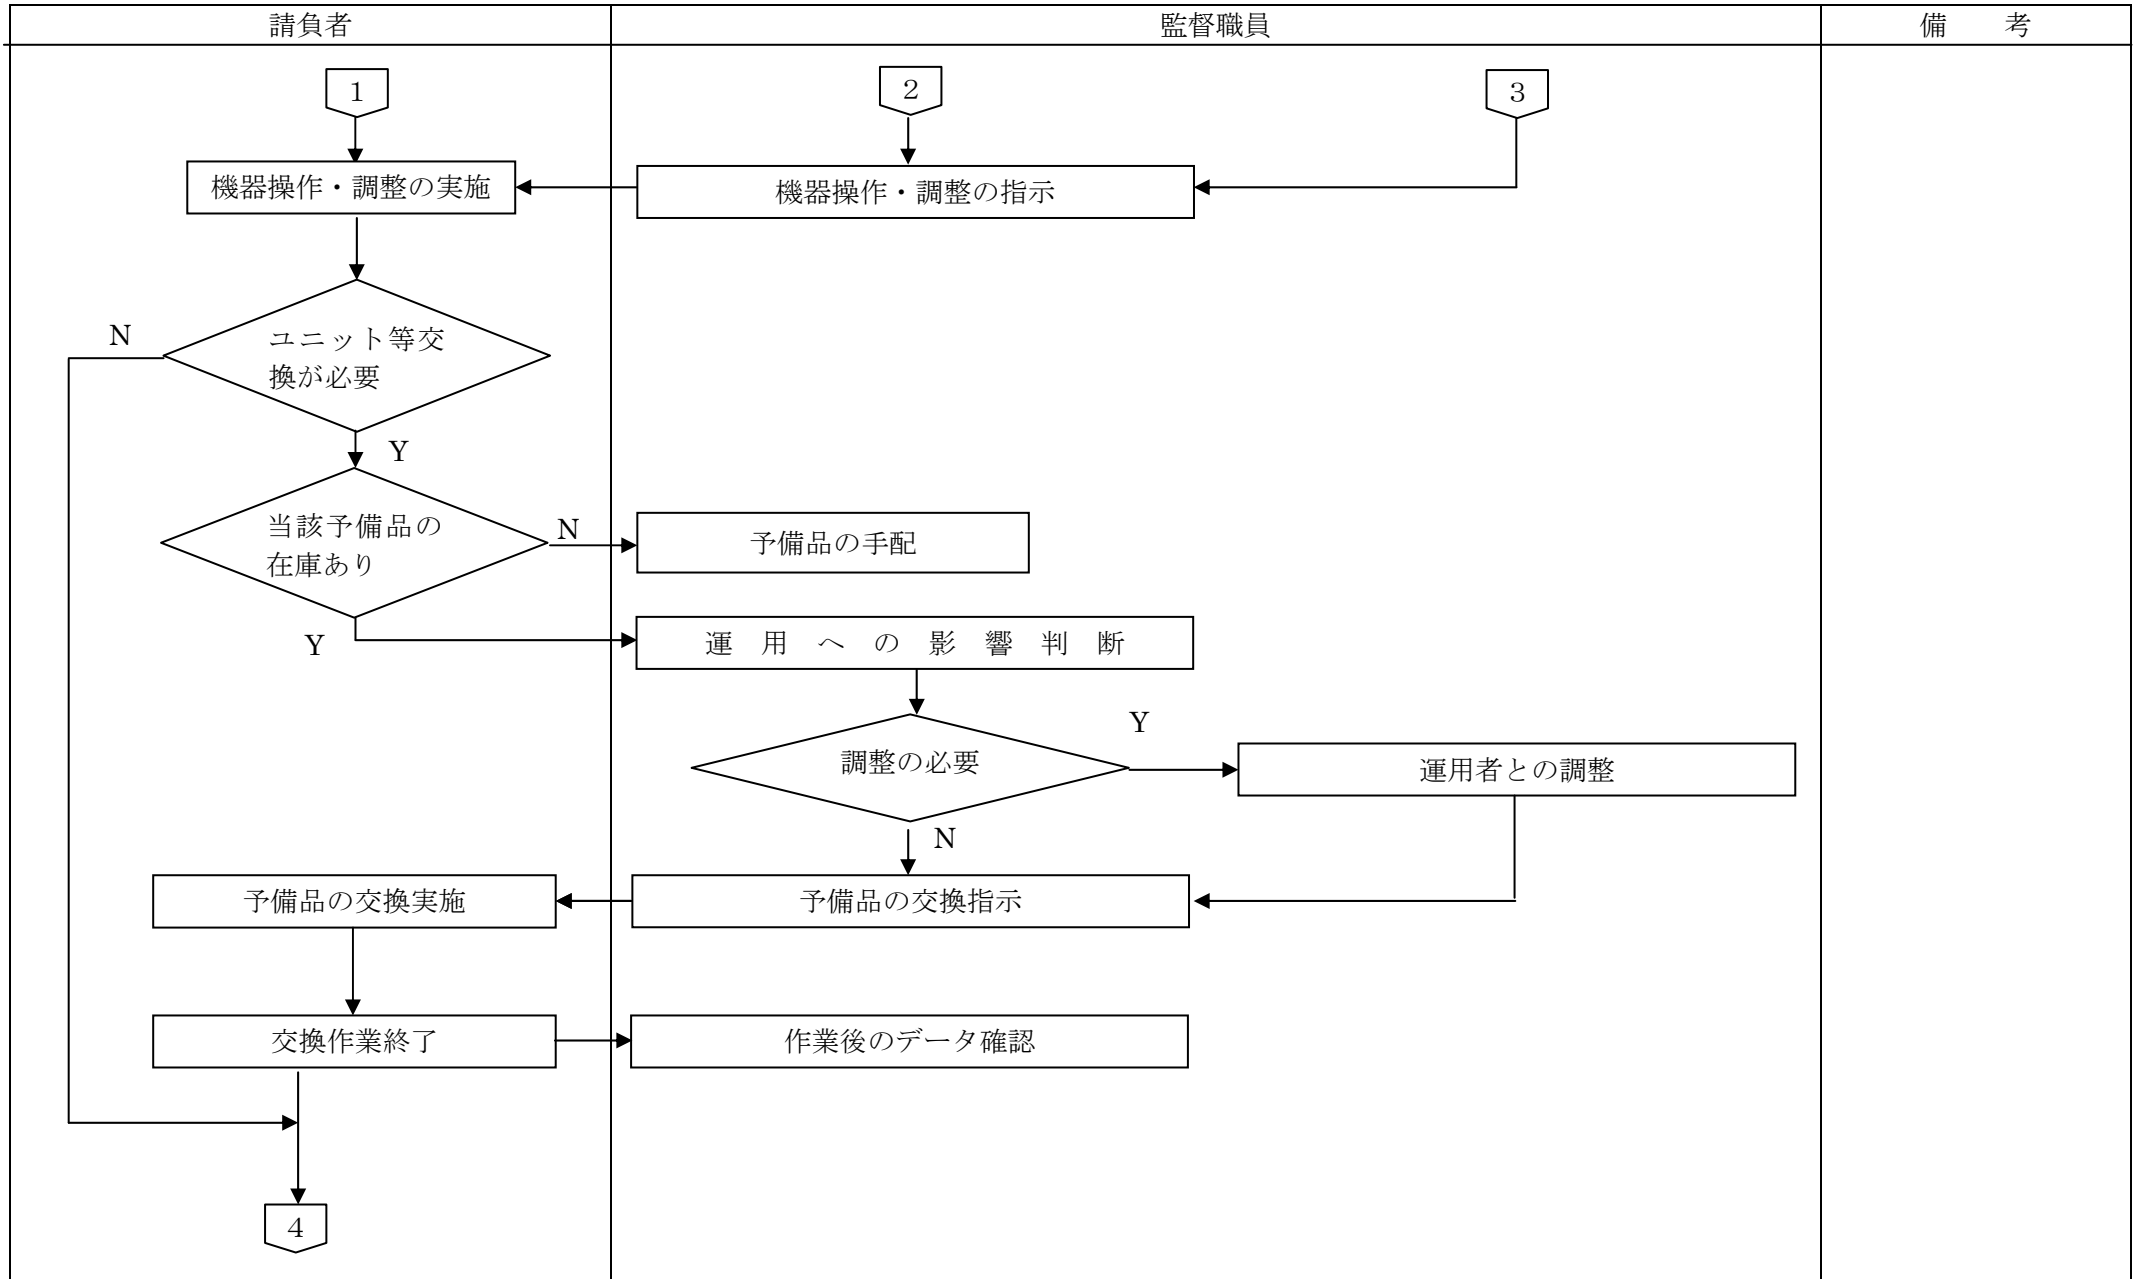 請負者
監督職員
備　　考
１
２
３
機器操作・調整の実施
機器操作・調整の指示
N
ユニット等交
換が必要
Y
当該予備品の
在庫あり
N
予備品の手配
Y
運　用　へ　の　影　響　判　断
調整の必要
Y
運用者との調整
N
予備品の交換実施
予備品の交換指示
交換作業終了
作業後のデータ確認
４